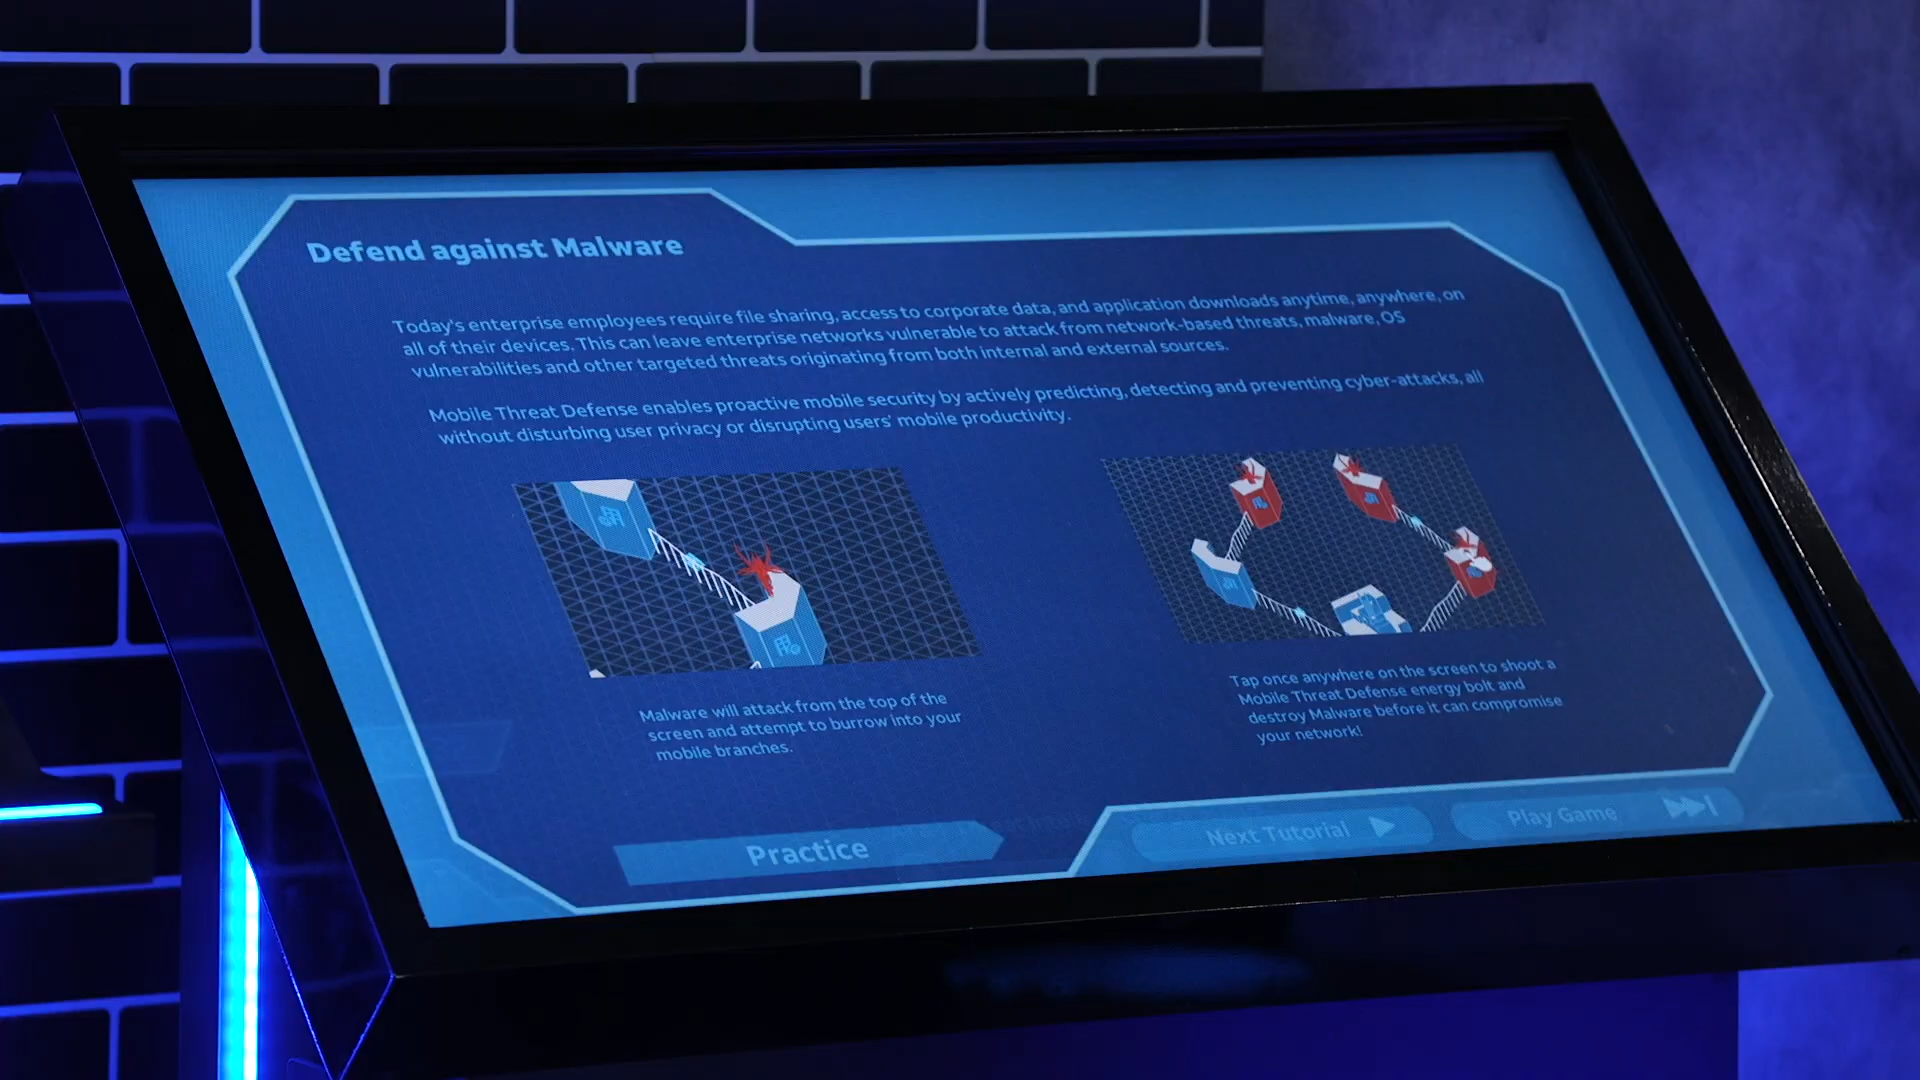 Defend against Malware
Today's enterprise employees require file sharing, access to corporate data, and application downloads anytime, anywhere, on
all of their devices. This can leave enterprise networks vulnerable to attack from network-based threats, malware, OS
vulnerabilities and other targeted threats originating from both internal and external sources.
Mobile Threat Defense enables proactive mobile security by actively predicting, detecting and preventing cyber-attacks, all
without disturbing user privacy or disrupting users' mobile productivity.
Malware will attack from the top of the
screen and attempt to burrow into your
mobile branches.
Tap once anywhere on the screen to shoot a
Mobile Threat Defense energy bolt and
destroy Malware before it can compromise
your network!
Practice
Next Tutorial
Play Game